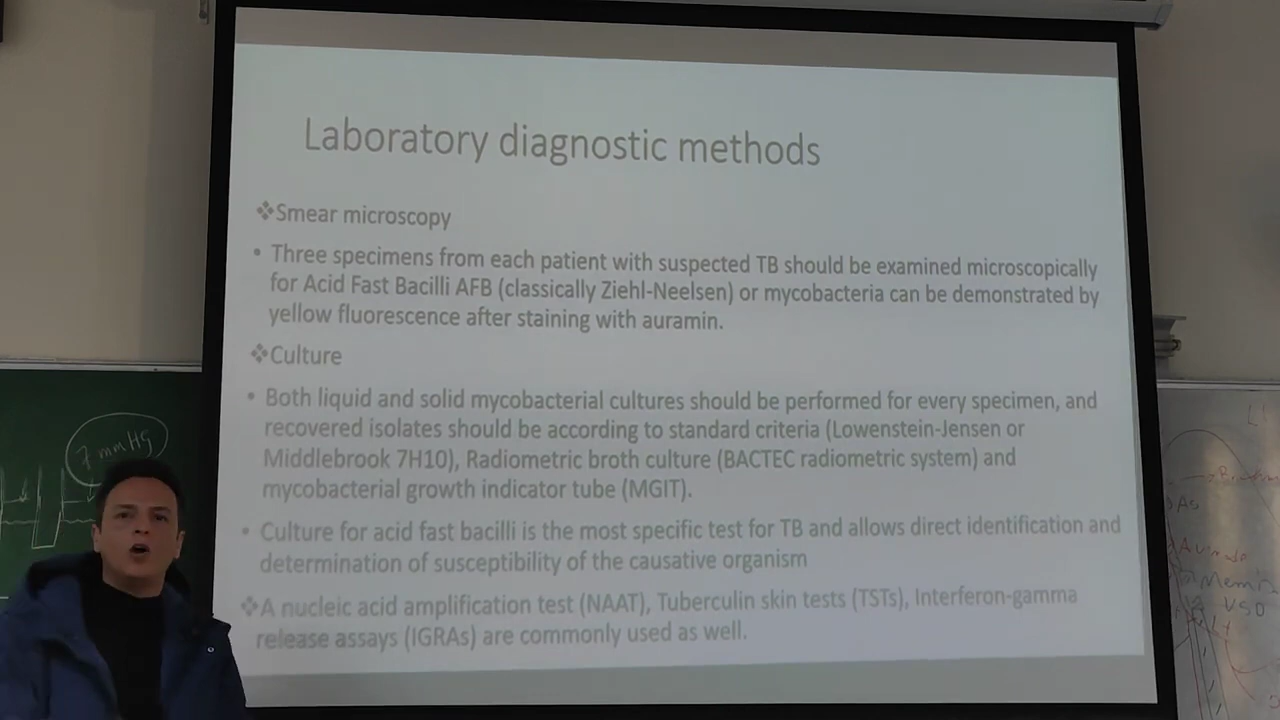 Laboratory diagnostic methods
❖Smear microscopy
• Three specimens from each patient with suspected TB should be examined microscopically
for Acid Fast Bacilli AFB (classically Ziehl-Neelsen) or mycobacteria can be demonstrated by
yellow fluorescence after staining with auramin.
❖Culture
• Both liquid and solid mycobacterial cultures should be performed for every specimen, and
recovered isolates should be according to standard criteria (Lowenstein-Jensen or
Middlebrook 7H10), Radiometric broth culture (BACTEC radiometric system) and
mycobacterial growth indicator tube (MGIT).
• Culture for acid fast bacilli is the most specific test for TB and allows direct identification and
determination of susceptibility of the causative organism
❖A nucleic acid amplification test (NAAT), Tuberculin skin tests (TSTs), Interferon-gamma
release assays (IGRAs) are commonly used as well.
7 mmHg
As
VSD